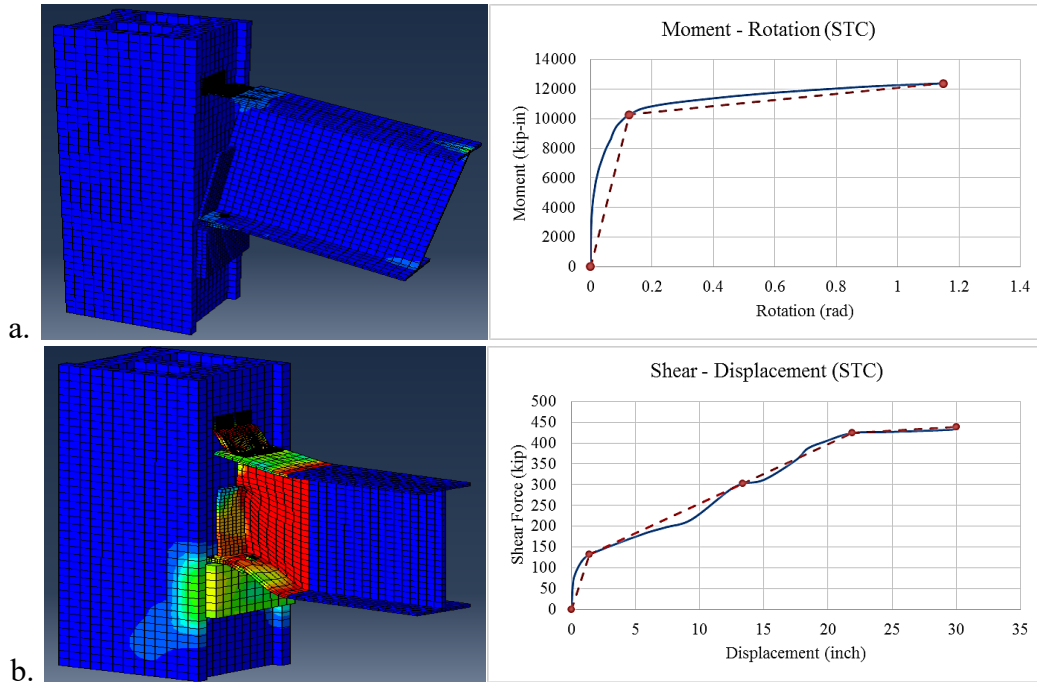 Moment - Rotation (STC)
Moment (kip-in)
14000
12000
10000
8000
6000
4000
2000
0
0 0.2 0.4 0.6 0.8 1 1.2 1.4
Rotation (rad)
a.
Shear - Displacement (STC)
Shear Force (kip)
500
450
400
350
300
250
200
150
100
50
0
0 5 10 15 20 25 30 35
Displacement (inch)
b.